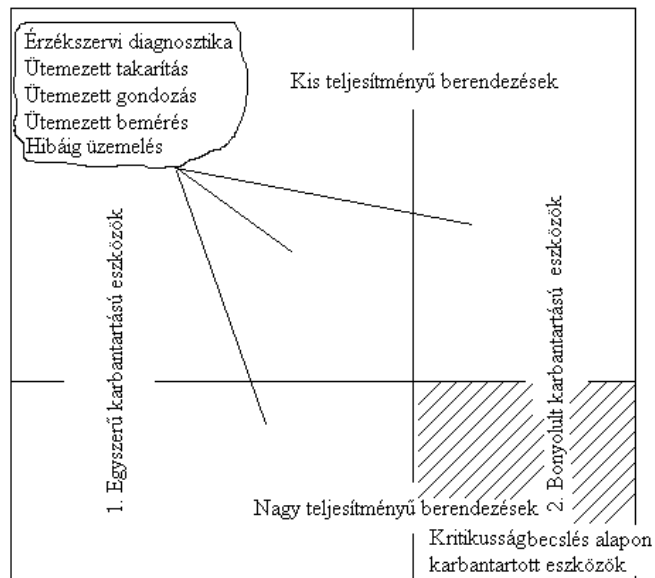 Érzékszervi diagnosztika
Ütemezett takarítás
Ütemezett gondozás
Ütemezett bemérés
Hibáig üzemelés
Kis teljesítményű berendezések
1. Egyszerű karbantartású eszközök
2. Bonyolult karbantartású eszközök
Nagy teljesítményű berendezések
Kritikusságbecslés alapon
karbantartott eszközök